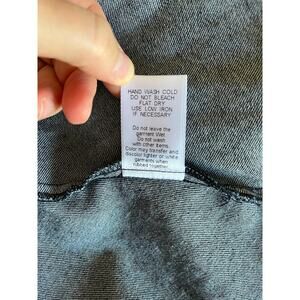 HAND WASH COLD
DO NOT BLEACH
FLAT DRY
USE LOW IRON
IF NECESSARY
Do not leave the
garment Wet
Do not wash
with other items.
Color may transfer and
discolor lighter or white
garments when
rubbed together.